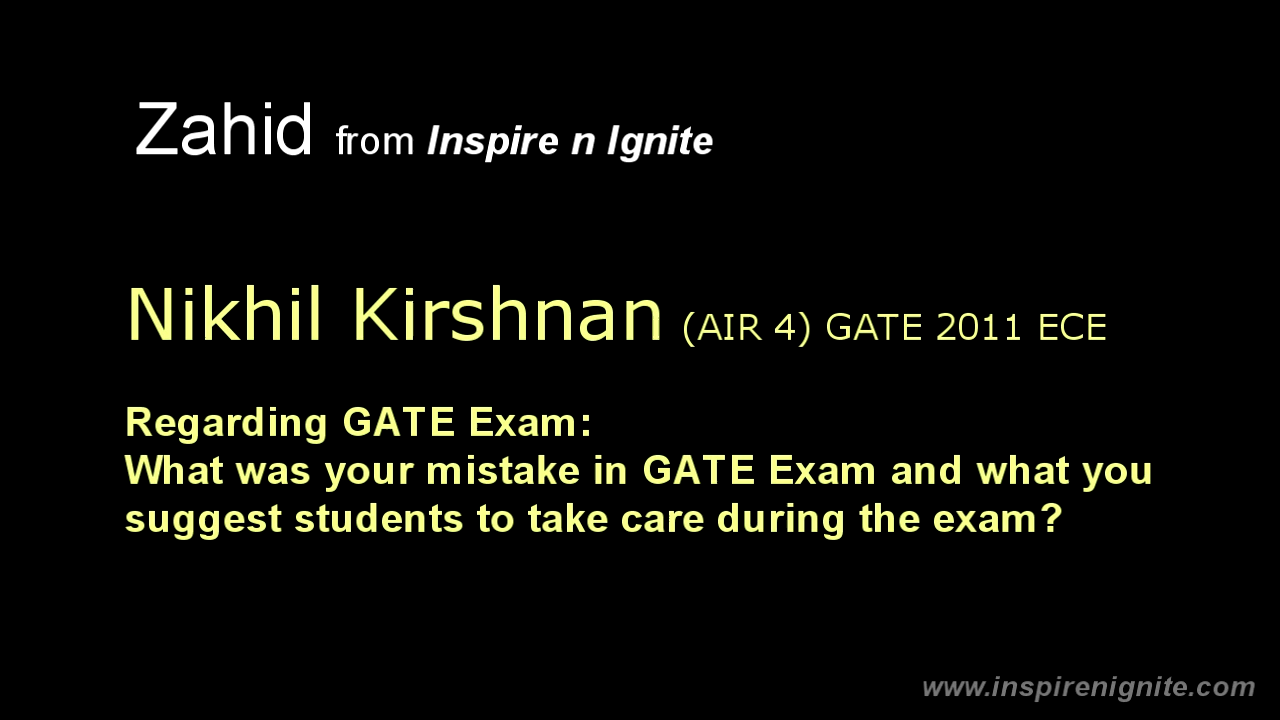 Zahid from Inspire n Ignite
Nikhil Kirshnan (AIR 4) GATE 2011 ECE
Regarding GATE Exam:
What was your mistake in GATE Exam and what you
suggest students to take care during the exam?
www.inspirenignite.com